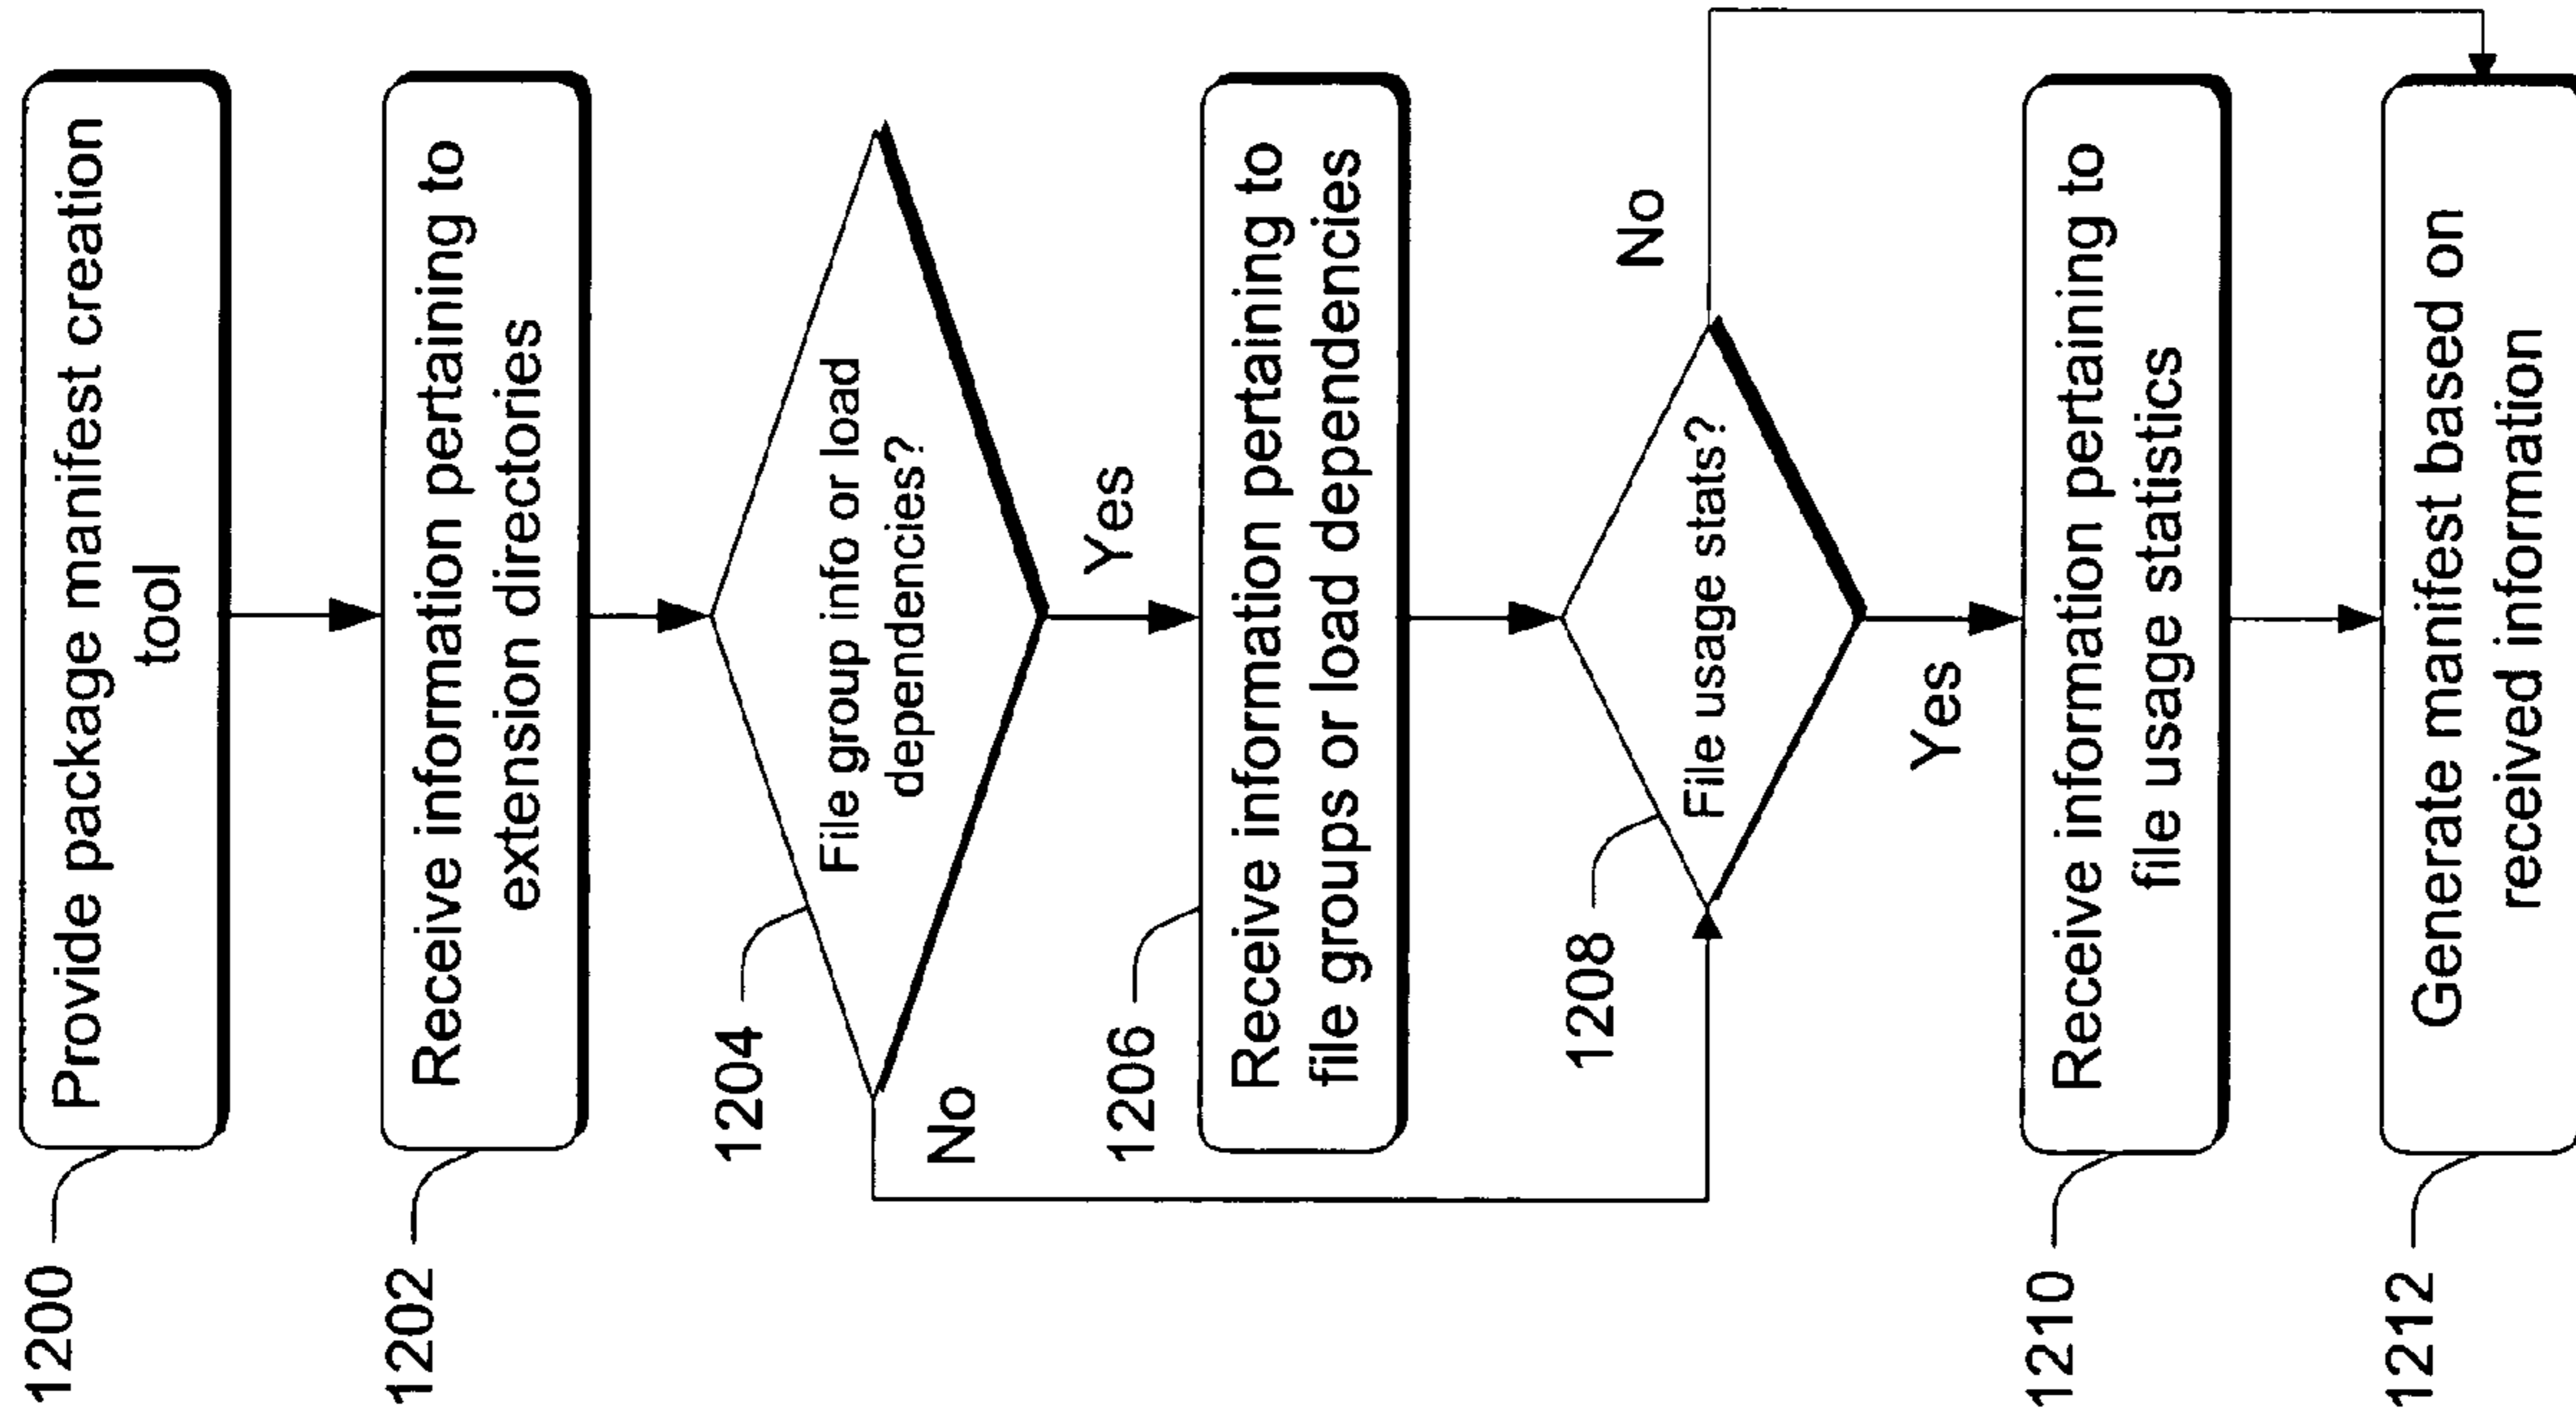 1200
Provide package manifest creation
tool
1202
Receive information pertaining to
extension directories
1204
File group info or load
dependencies?
No
Yes
1206
Receive information pertaining to
file groups or load dependencies
1208
File usage stats?
No
Yes
1210
Receive information pertaining to
file usage statistics
1212
Generate manifest based on
received information